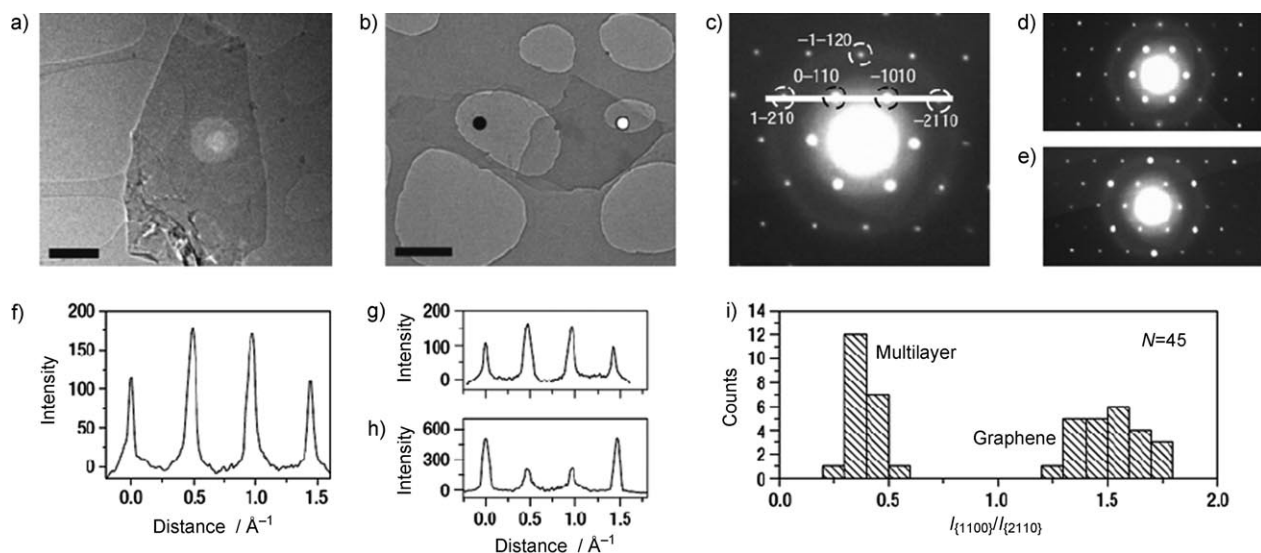 a)
b)
c)
−1−120
0−110
−1010
1−210
−2110
d)
e)
f)
200
150
100
50
0
Intensity
0.0 0.5 1.0 1.5
Distance / Å⁻¹
g)
200
100
0
Intensity
h)
600
300
0
Intensity
0.0 0.5 1.0 1.5
Distance / Å⁻¹
i)
14
12
10
8
6
4
2
0
Counts
Multilayer
Graphene
N=45
0.0 0.5 1.0 1.5 2.0
I{1100}/I{2110}